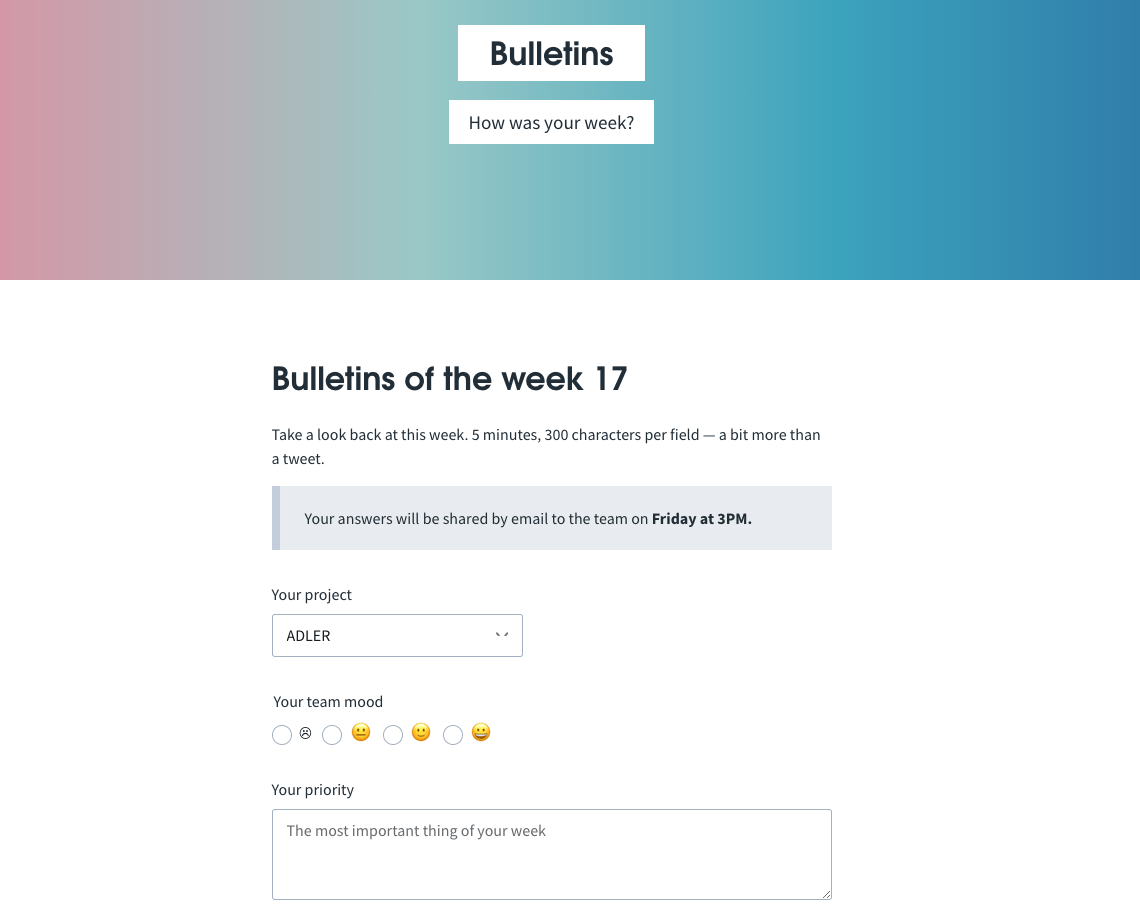 Bulletins
How was your week?
Bulletins of the week 17
Take a look back at this week. 5 minutes, 300 characters per field — a bit more than
a tweet.
Your answers will be shared by email to the team on Friday at 3PM.
Your project
ADLER
Your team mood
Your priority
The most important thing of your week